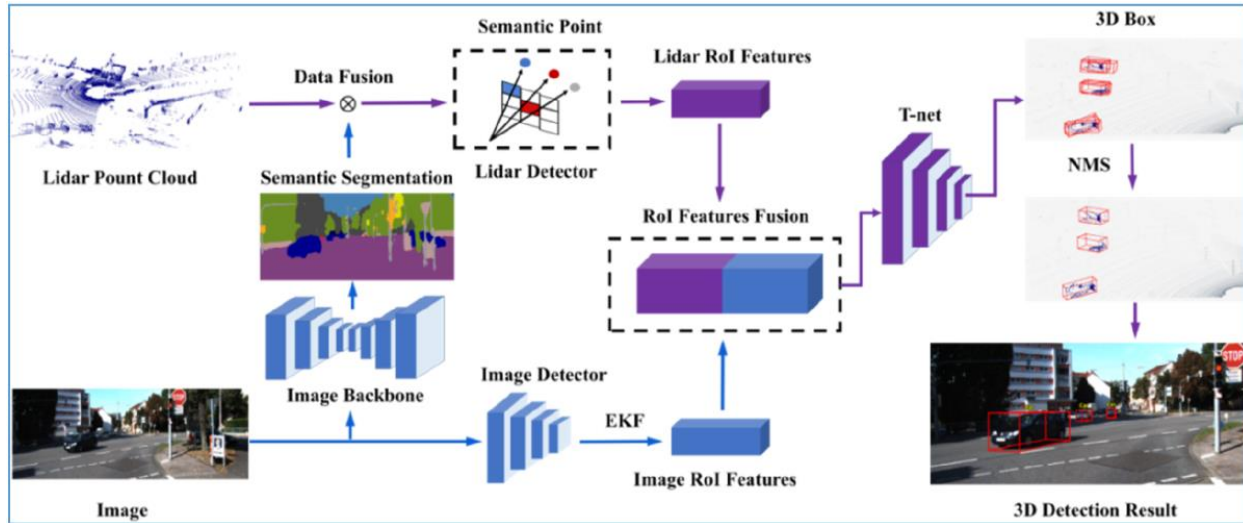 Semantic Point
3D Box
Data Fusion
Lidar RoI Features
T-net
Lidar Pount Cloud
Semantic Segmentation
Lidar Detector
NMS
RoI Features Fusion
STOP
Image Detector
STOP
Image Backbone
EKF
Image RoI Features
Image
3D Detection Result